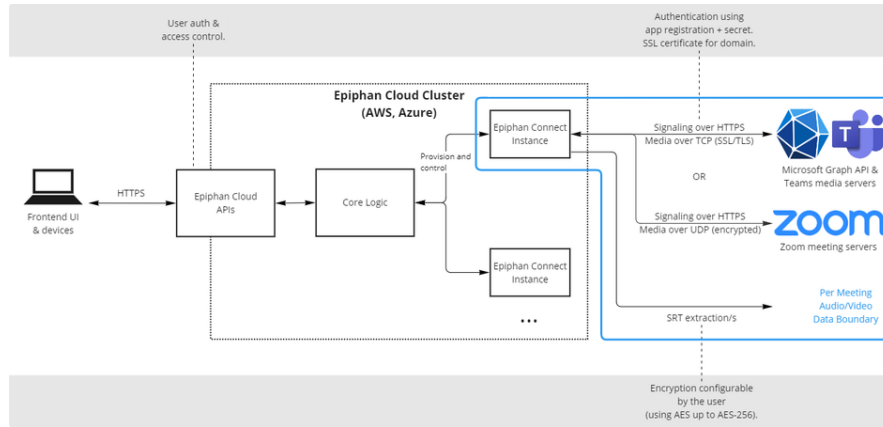 User auth &
access control.
Authentication using
app registration + secret.
SSL certificate for domain.
Epiphan Cloud Cluster
(AWS, Azure)
Epiphan Connect
Instance
Signaling over HTTPS
Media over TCP (SSL/TLS)
T
Provision and
control
Microsoft Graph API &
Teams media servers
OR
HTTPS
Epiphan Cloud
APIs
Core Logic
Frontend UI
& devices
Signaling over HTTPS
Media over UDP (encrypted)
zoom
Zoom meeting servers
Epiphan Connect
Instance
Per Meeting
Audio/Video
Data Boundary
SRT extraction/s
...
Encryption configurable
by the user
(using AES up to AES-256).